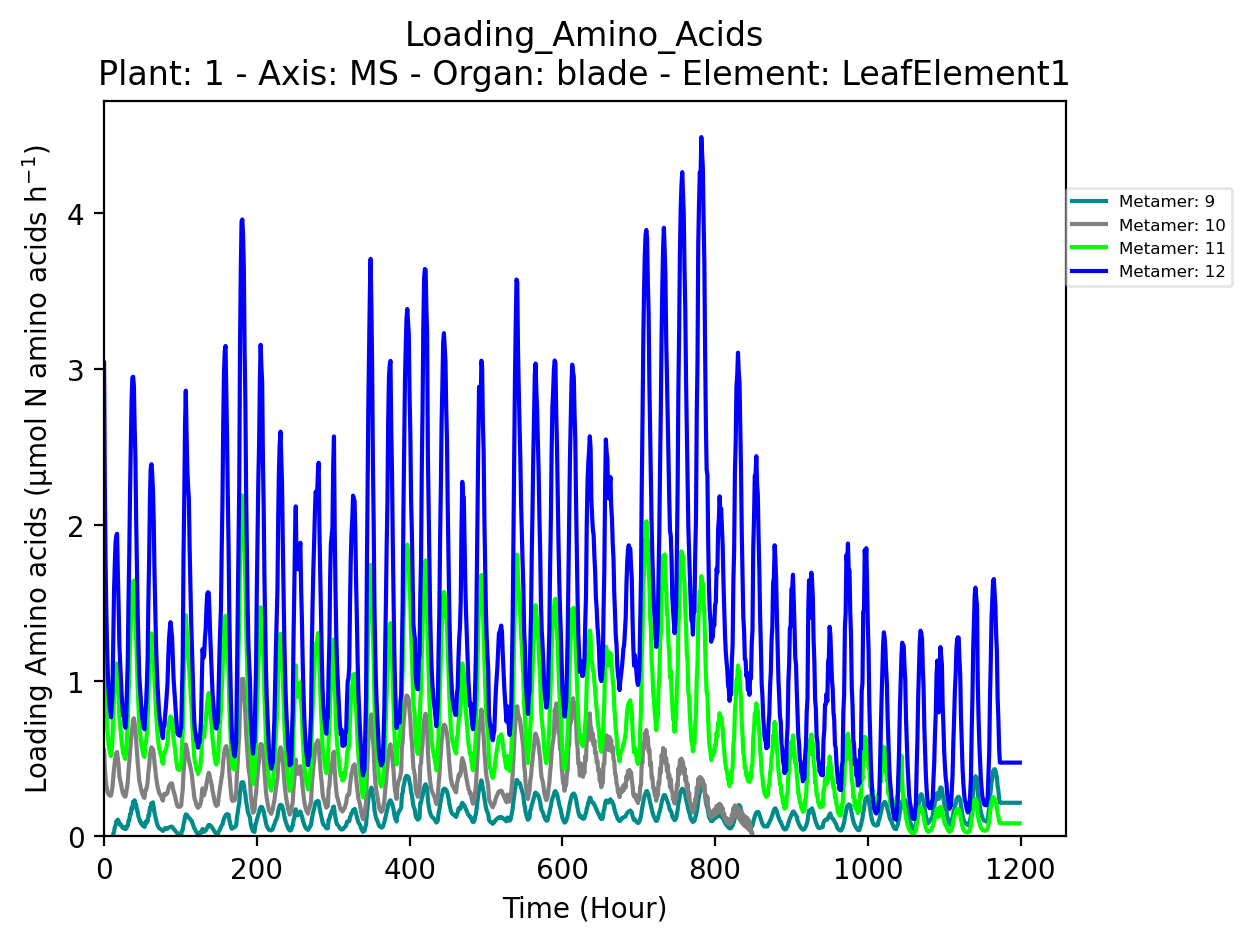 Loading_Amino_Acids
Plant: 1 - Axis: MS - Organ: blade - Element: LeafElement1
Loading Amino acids (µmol N amino acids h⁻¹)
4
3
2
1
0
0 200 400 600 800 1000 1200
Time (Hour)
Metamer: 9
Metamer: 10
Metamer: 11
Metamer: 12